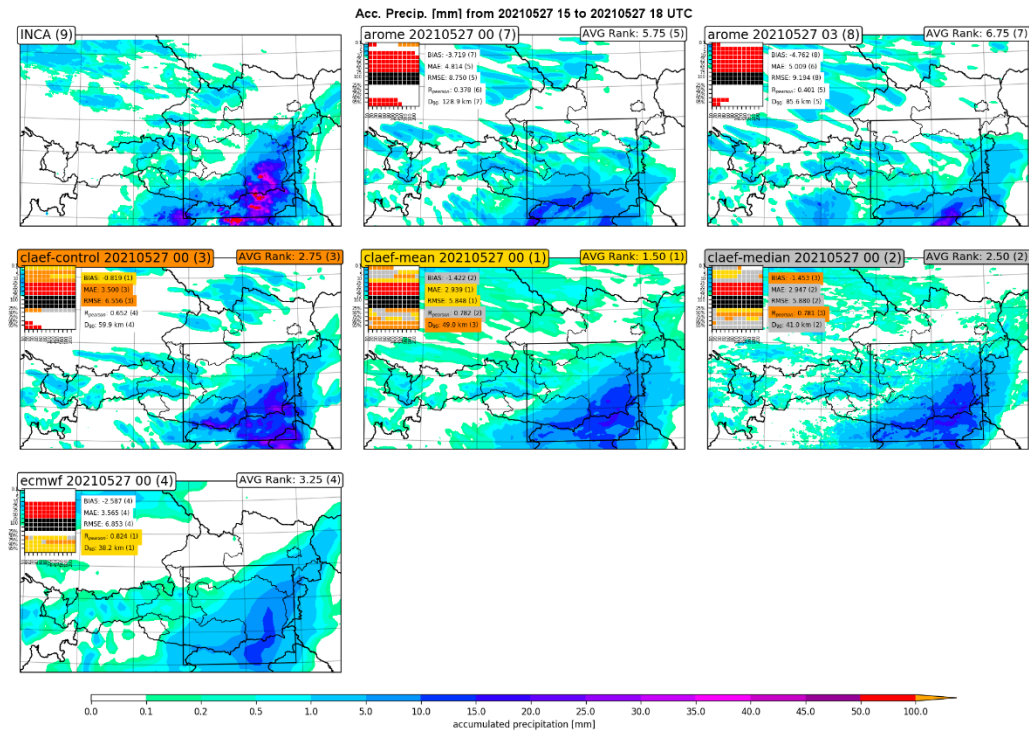 Acc. Precip. [mm] from 20210527 15 to 20210527 18 UTC
INCA (9)
arome 20210527 00 (7)
AVG Rank: 5.75 (5)
BIAS: -3.719 (7)
MAE: 4.814 (5)
RMSE: 8.750 (5)
Rpearson: 0.378 (6)
D90: 128.9 km (7)
arome 20210527 03 (8)
AVG Rank: 6.75 (7)
BIAS: -4.762 (8)
MAE: 5.009 (6)
RMSE: 9.194 (8)
Rpearson: 0.401 (5)
D90: 85.6 km (5)
claef-control 20210527 00 (3)
AVG Rank: 2.75 (3)
BIAS: -0.819 (1)
MAE: 3.500 (3)
RMSE: 6.556 (3)
Rpearson: 0.652 (4)
D90: 59.9 km (4)
claef-mean 20210527 00 (1)
AVG Rank: 1.50 (1)
BIAS: -1.422 (2)
MAE: 2.939 (1)
RMSE: 5.848 (1)
Rpearson: 0.782 (2)
D90: 49.0 km (3)
claef-median 20210527 00 (2)
AVG Rank: 2.50 (2)
BIAS: -1.453 (3)
MAE: 2.947 (2)
RMSE: 5.880 (2)
D90: 41.0 km (2)
ecmwf 20210527 00 (4)
AVG Rank: 3.25 (4)
BIAS: -2.587 (4)
MAE: 3.565 (4)
RMSE: 6.853 (4)
Rpearson: 0.824 (1)
D90: 38.2 km (1)
0.0 0.1 0.2 0.5 1.0 5.0 10.0 15.0 20.0 25.0 30.0 35.0 40.0 45.0 50.0 100.0
accumulated precipitation [mm]